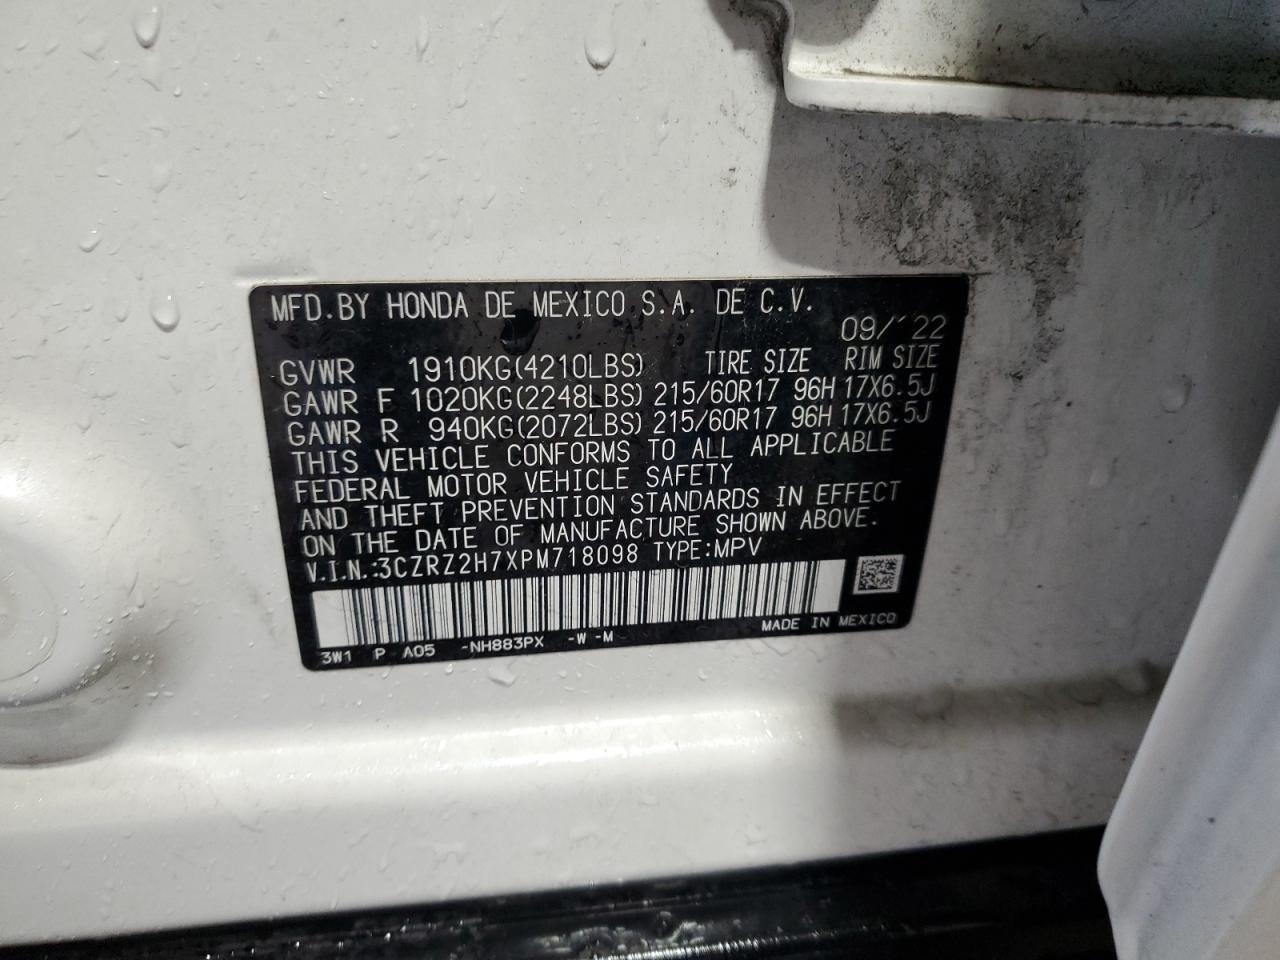 MFD.BY HONDA DE MEXICO S.A. DE C.V.
09/´22
GVWR 1910KG(4210LBS) TIRE SIZE RIM SIZE
GAWR F 1020KG(2248LBS) 215/60R17 96H 17X6.5J
GAWR R 940KG(2072LBS) 215/60R17 96H 17X6.5J
THIS VEHICLE CONFORMS TO ALL APPLICABLE
FEDERAL MOTOR VEHICLE SAFETY
AND THEFT PREVENTION STANDARDS IN EFFECT
ON THE DATE OF MANUFACTURE SHOWN ABOVE.
V.I.N.:3CZRZ2H7XPM718098 TYPE:MPV
MADE IN MEXICO
3W1 P A05 -NH883PX -W -M